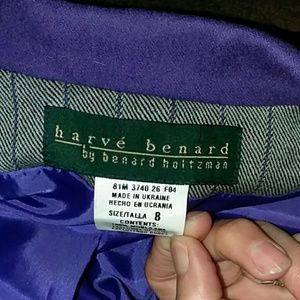 harvé benard
by benard holtzman
81M 3740 26 F04
MADE IN UKRAINE
HECHO EN UCRANIA
SIZE/TALLA 8
CONTENTS: